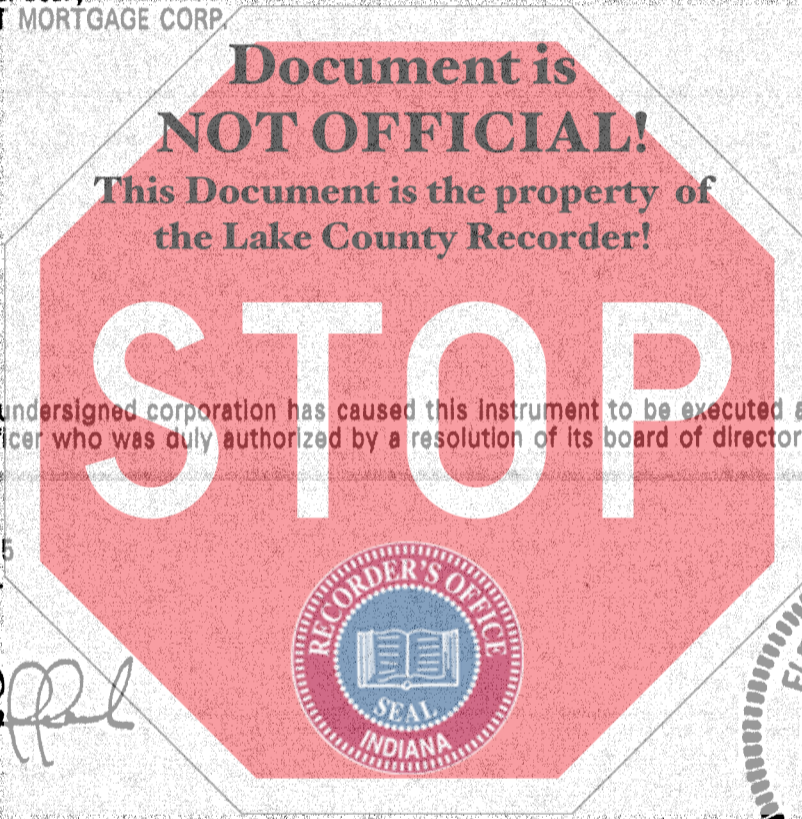 MORTGAGE CORP.
Document is
NOT OFFICIAL!
This Document is the property of
the Lake County Recorder!
STOP
undersigned corporation has caused this instrument to be executed
who was duly authorized by a resolution of its board of director
5
RECORDER'S OFFICE
SEAL
INDIANA